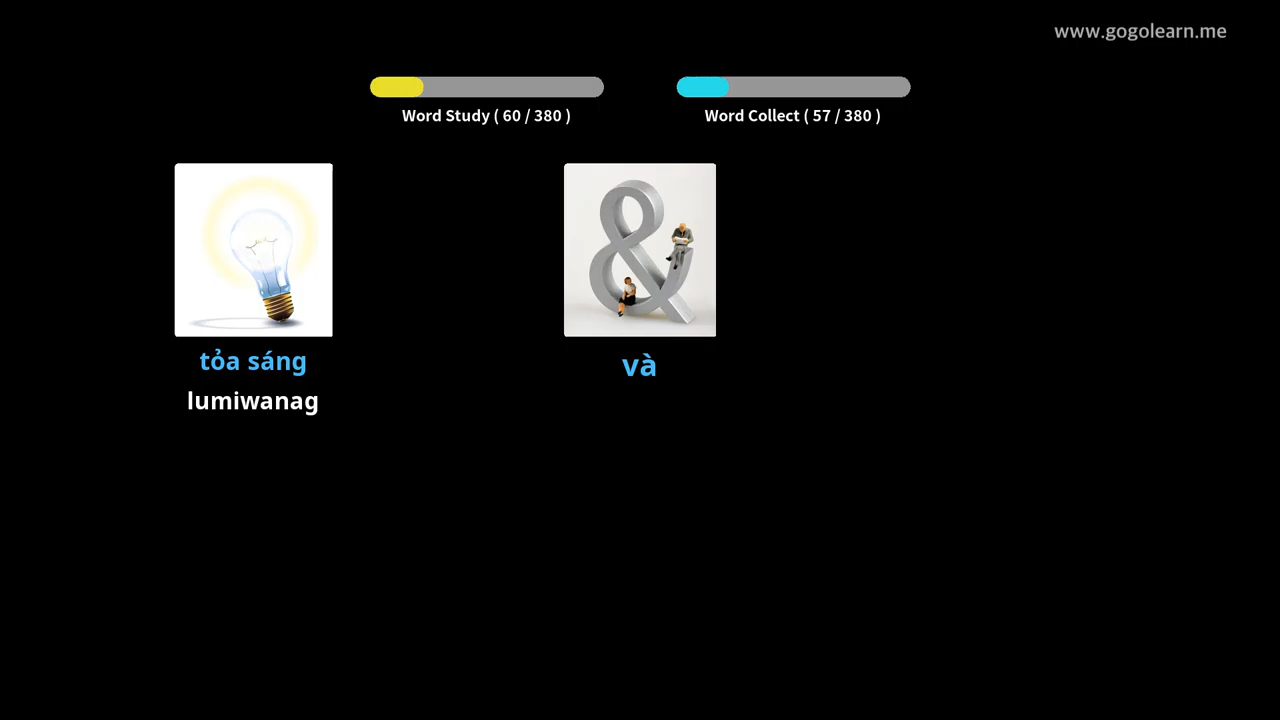 www.gogolearn.me
Word Study ( 60 / 380 )
Word Collect ( 57 / 380 )
&
tỏa sáng
lumiwanag
và